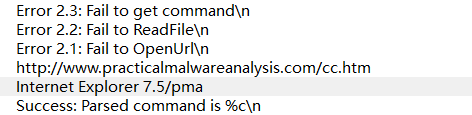 Error 2.3: Fail to get command\n
Error 2.2: Fail to ReadFile\n
Error 2.1: Fail to OpenUrl\n
http://www.practicalmalwareanalysis.com/cc.htm
Internet Explorer 7.5/pma
Success: Parsed command is %c\n